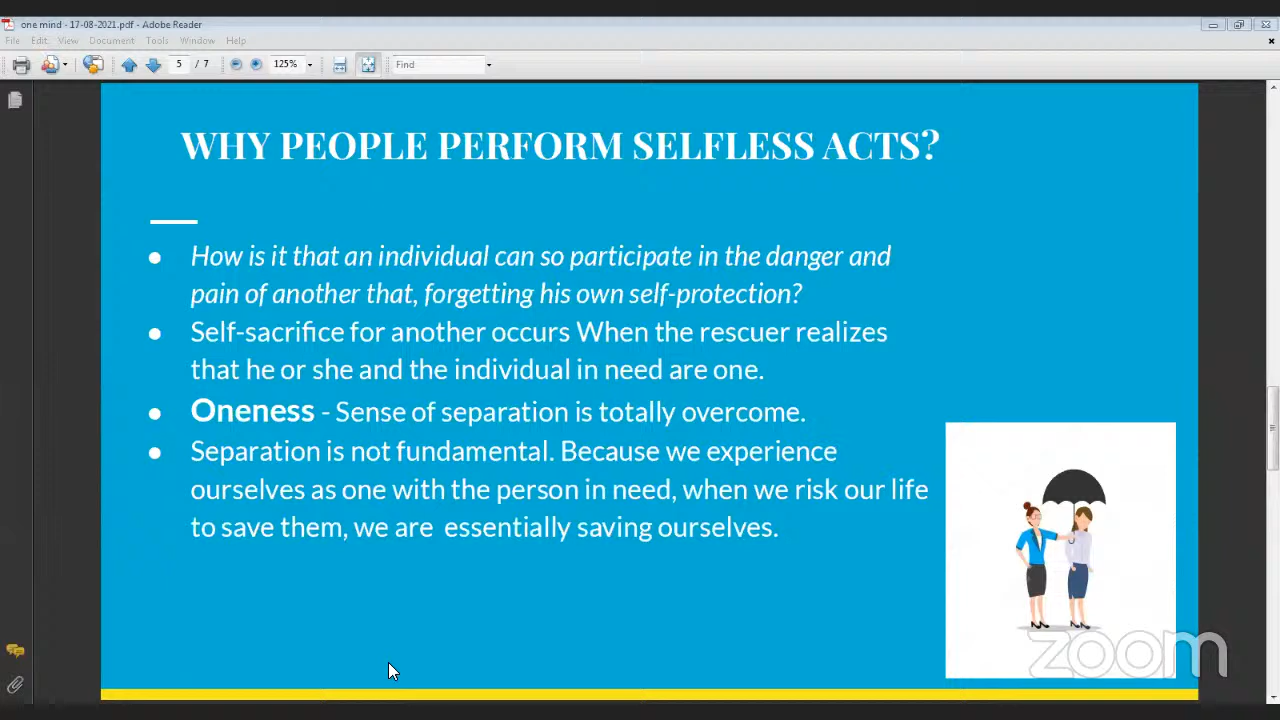 one mind - 17-08-2021.pdf - Adobe Reader
File Edit View Document Tools Window Help
5 / 7 125% Find
WHY PEOPLE PERFORM SELFLESS ACTS?
● How is it that an individual can so participate in the danger and
pain of another that, forgetting his own self-protection?
● Self-sacrifice for another occurs When the rescuer realizes
that he or she and the individual in need are one.
● Oneness - Sense of separation is totally overcome.
● Separation is not fundamental. Because we experience
ourselves as one with the person in need, when we risk our life
to save them, we are essentially saving ourselves.
zoom